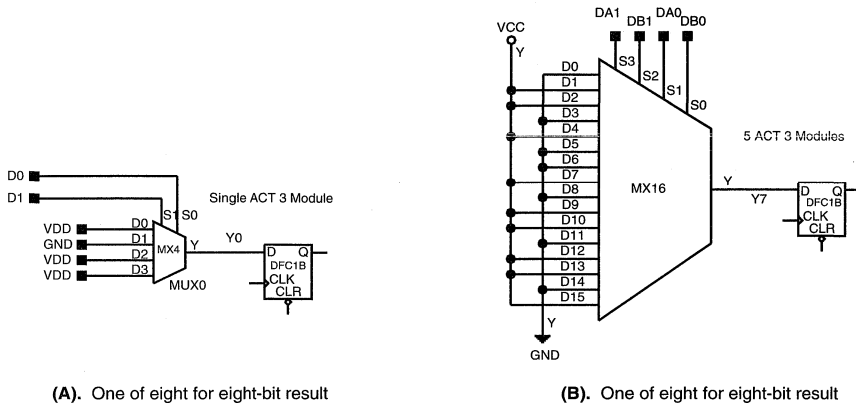 D0
D1
S1 S0
Single ACT 3 Module
VDD
GND
VDD
VDD
D0
D1
D2
D3
MX4
Y
Y0
MUX0
D
Q
DFC1B
CLK
CLR
(A). One of eight for eight-bit result
VCC
Y
DA1
DB1
DA0
DB0
S3
S2
S1
S0
D0
D1
D2
D3
D4
D5
D6
D7
D8
D9
D10
D11
D12
D13
D14
D15
MX16
5 ACT 3 Modules
Y
Y7
D
Q
DFC1B
CLK
CLR
Y
GND
(B). One of eight for eight-bit result